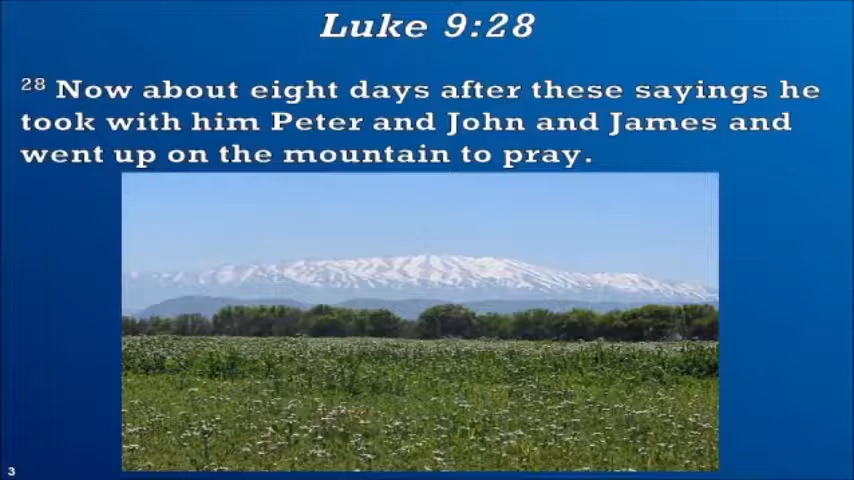 Luke 9:28
28 Now about eight days after these sayings he
took with him Peter and John and James and
went up on the mountain to pray.
3